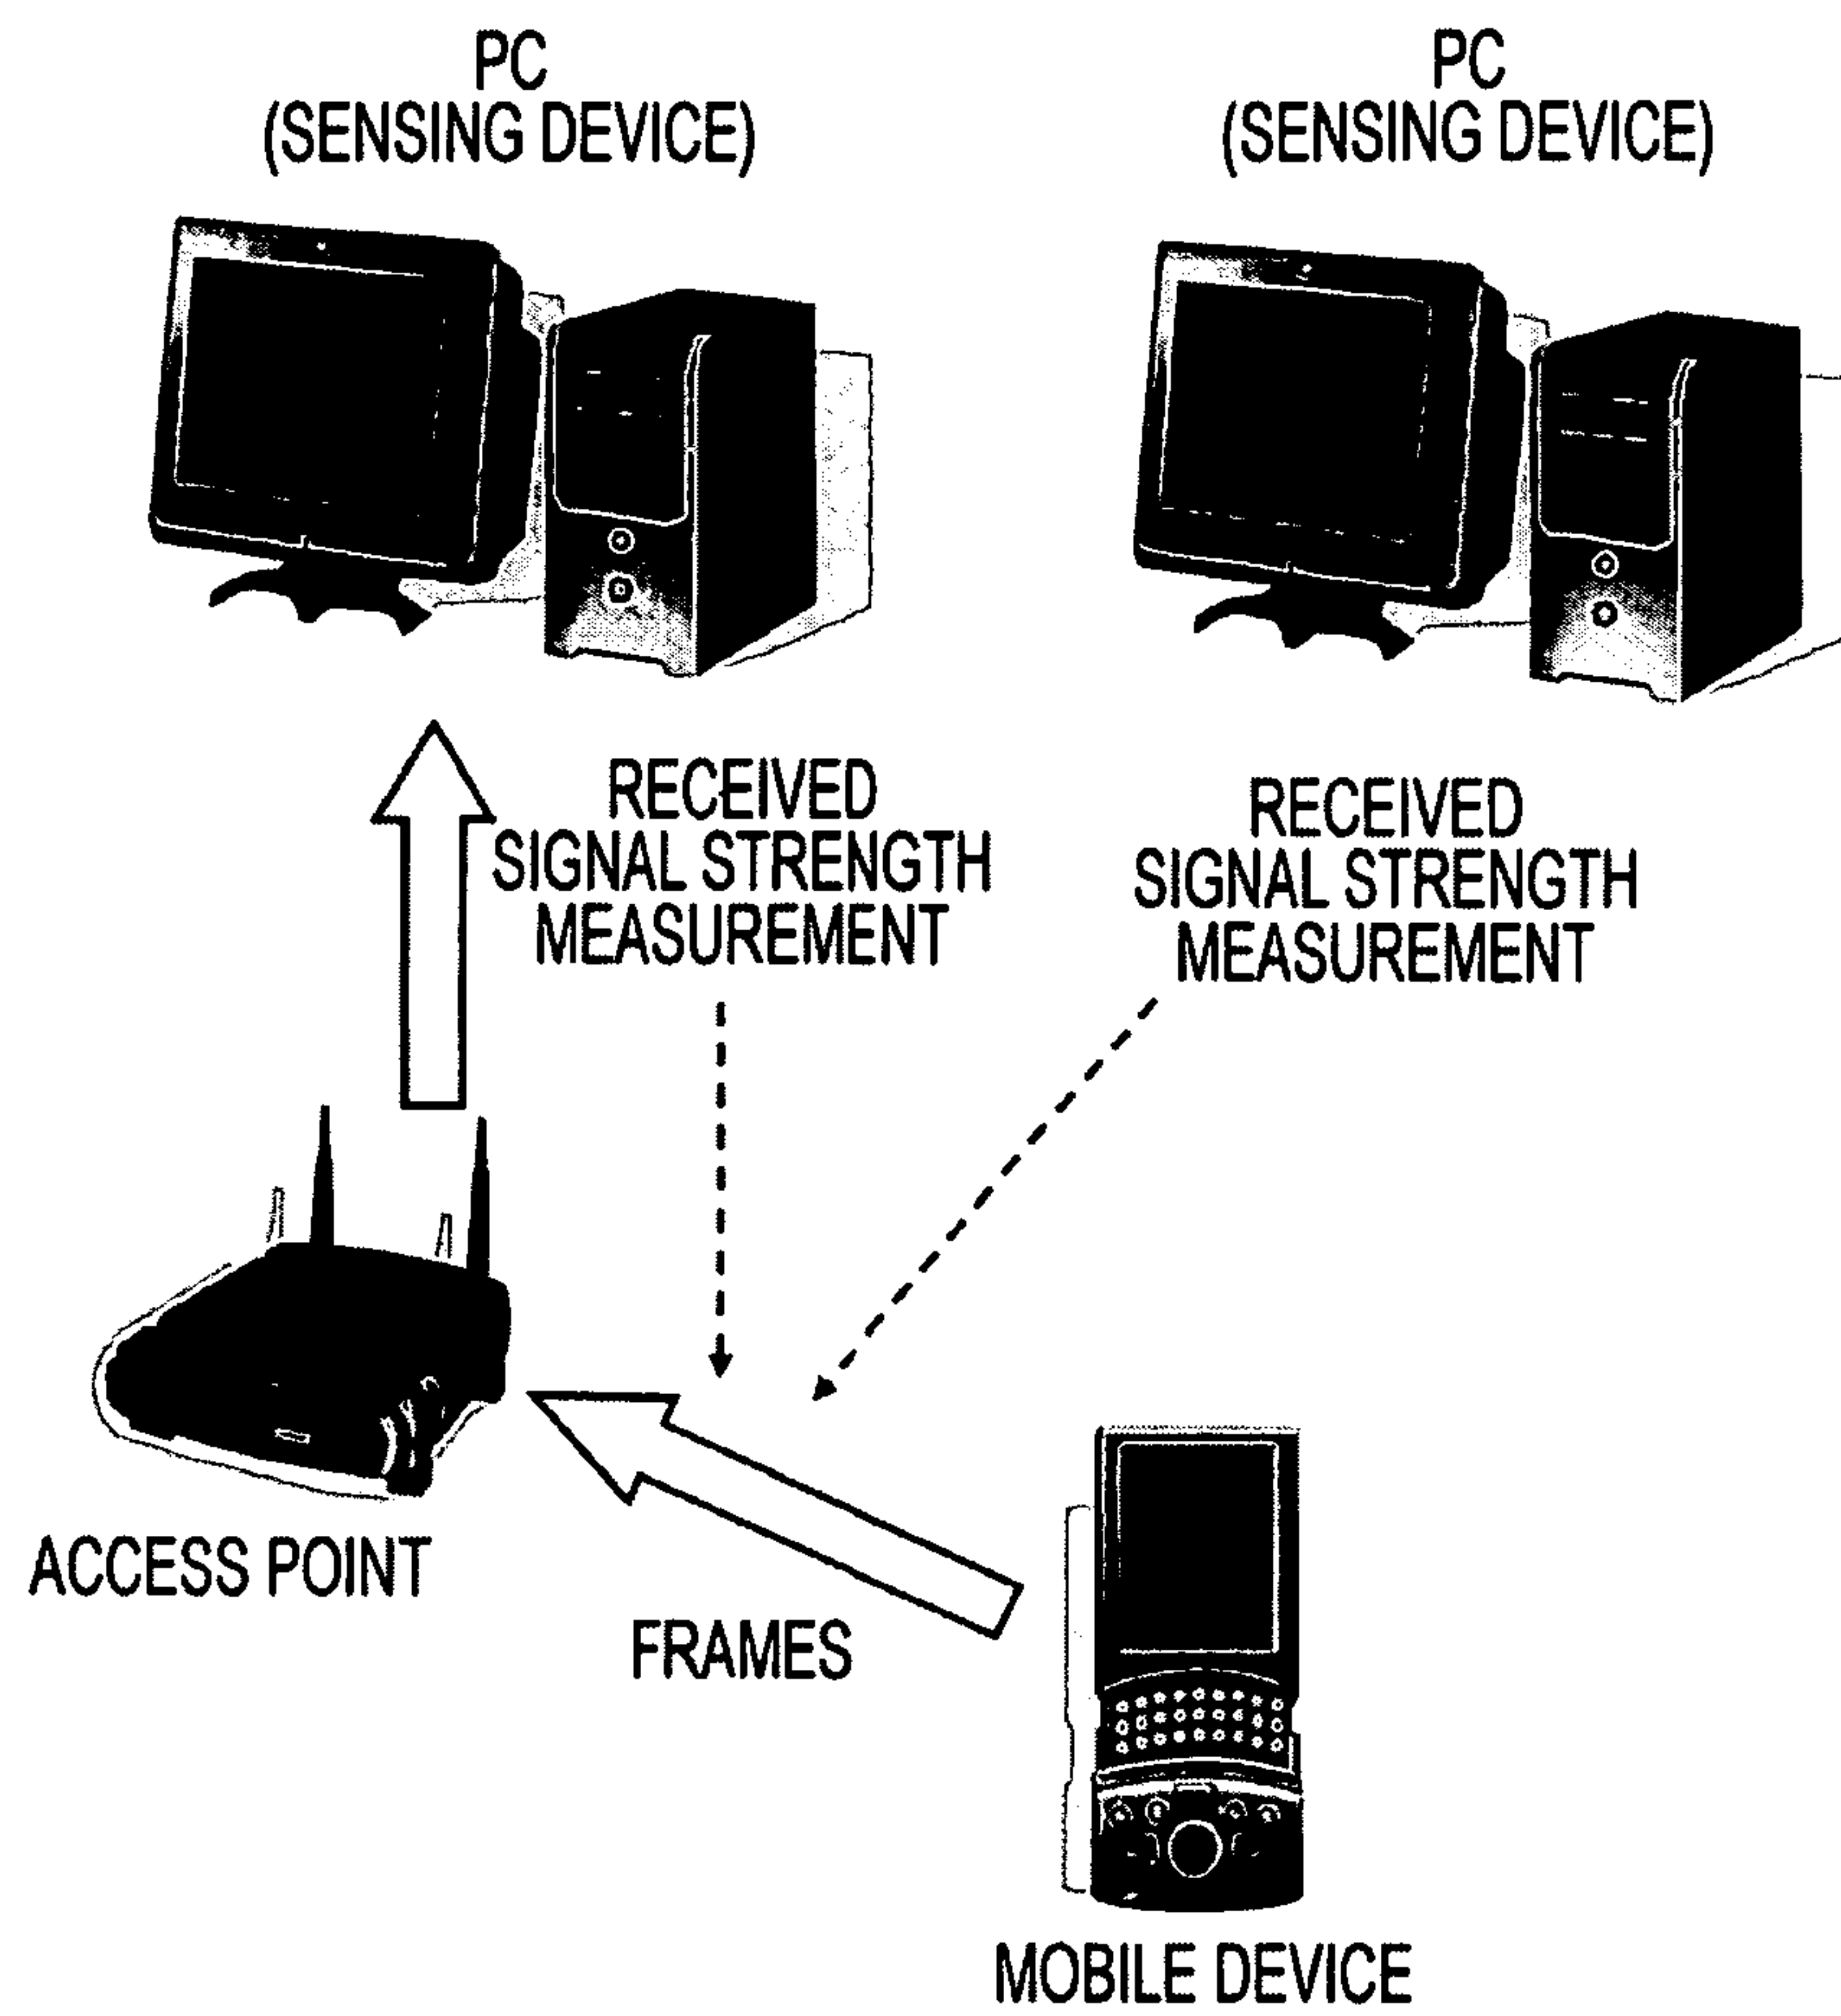 PC
(SENSING DEVICE)
PC
(SENSING DEVICE)
RECEIVED
SIGNAL STRENGTH
MEASUREMENT
RECEIVED
SIGNAL STRENGTH
MEASUREMENT
ACCESS POINT
FRAMES
MOBILE DEVICE